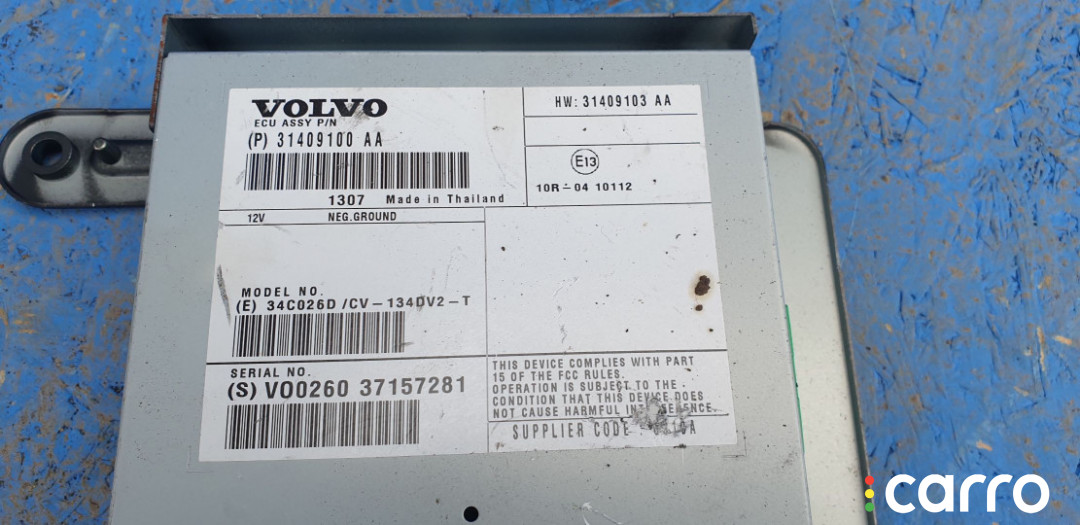 VOLVO
ECU ASSY P/N
(P) 31409100 AA
1307 Made in Thailand
HW: 31409103 AA
E13
10R-04 10112
12V NEG.GROUND
MODEL NO.
(E) 34C026D/CV-134DV2-T
SERIAL NO.
(S) VO0260 37157281
THIS DEVICE COMPLIES WITH PART
15 OF THE FCC RULES.
OPERATION IS SUBJECT TO THE
CONDITION THAT THIS DEVICE DOES
NOT CAUSE HARMFUL INTERFERENCE.
SUPPLIER CODE :
carro